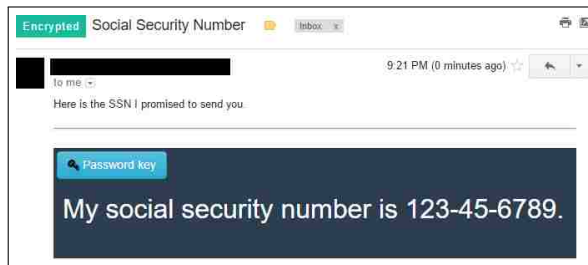 Encrypted Social Security Number Inbox x
9:21 PM (0 minutes ago)
to me
Here is the SSN I promised to send you
Password key
My social security number is 123-45-6789.